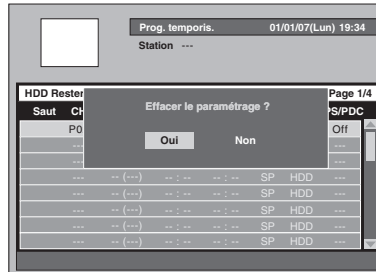 Prog. temporis. 01/01/07(Lun) 19:34
Station ---
HDD Rester Page 1/4
Saut CH PS/PDC
Effacer le paramétrage ?
P0 Off
Oui Non
--- ---
--- ---
--- -- (---) -- : -- -- : -- SP HDD ---
--- -- (---) -- : -- -- : -- SP HDD ---
--- -- (---) -- : -- -- : -- SP HDD ---
--- -- (---) -- : -- -- : -- SP HDD ---
--- -- (---) -- : -- -- : -- SP HDD ---